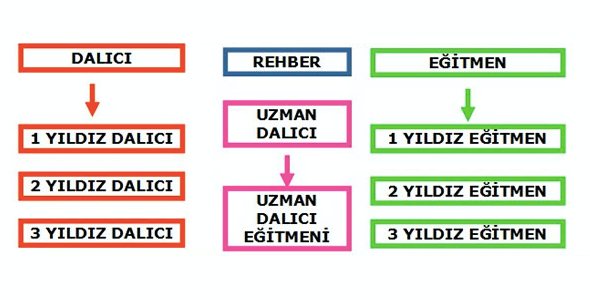 DALICI
1 YILDIZ DALICI
2 YILDIZ DALICI
3 YILDIZ DALICI
REHBER
UZMAN
DALICI
UZMAN
DALICI
EĞİTMENİ
EĞİTMEN
1 YILDIZ EĞİTMEN
2 YILDIZ EĞİTMEN
3 YILDIZ EĞİTMEN